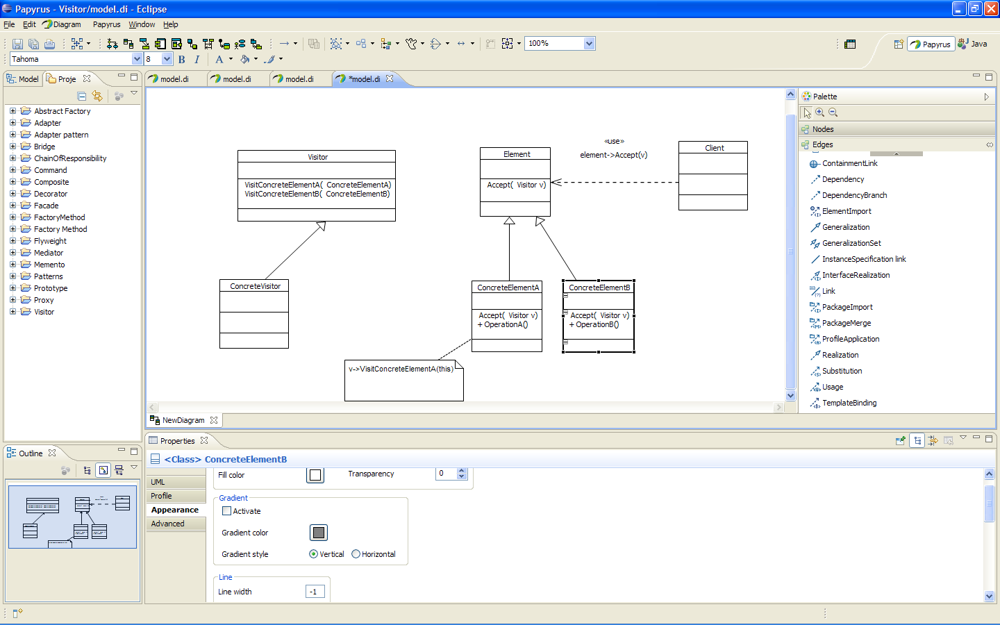 Papyrus - Visitor/model.di - Eclipse
File Edit Diagram Papyrus Window Help
100%
Papyrus Java
Tahoma 8 B I A
Model Proje
model.di model.di model.di *model.di
Abstract Factory
Adapter
Adapter pattern
Bridge
ChainOfResponsibility
Command
Composite
Decorator
Facade
FactoryMethod
Factory Method
Flyweight
Mediator
Memento
Patterns
Prototype
Proxy
Visitor
Visitor
VisitConcreteElementA( ConcreteElementA)
VisitConcreteElementB( ConcreteElementB)
ConcreteVisitor
Element
Accept( Visitor v)
«use»
element->Accept(v)
Client
ConcreteElementA
Accept( Visitor v)
+ OperationA()
ConcreteElementB
Accept( Visitor v)
+ OperationB()
v->VisitConcreteElementA(this)
NewDiagram
Palette
Nodes
Edges
ContainmentLink
Dependency
DependencyBranch
ElementImport
Generalization
GeneralizationSet
InstanceSpecification link
InterfaceRealization
Link
PackageImport
PackageMerge
ProfileApplication
Realization
Substitution
Usage
TemplateBinding
Outline
Properties
<Class> ConcreteElementB
UML
Profile
Appearance
Advanced
Fill color Transparency 0
Gradient
Activate
Gradient color
Gradient style Vertical Horizontal
Line
Line width -1